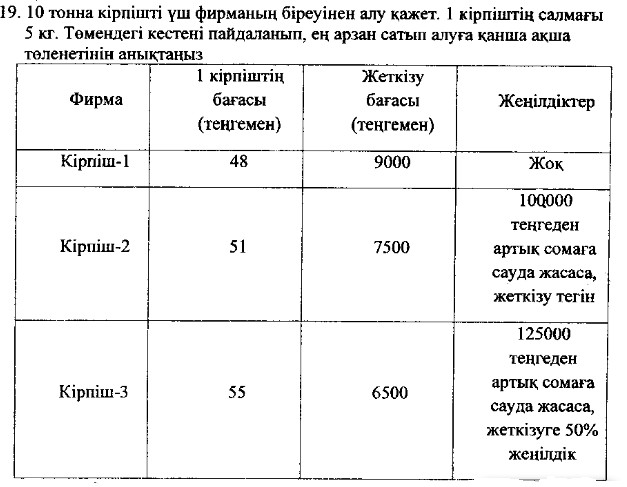 19. 10 тонна кірпішті үш фирманың біреуінен алу қажет. 1 кірпіштің салмағы
5 кг. Төмендегі кестені пайдаланып, ең арзан сатып алуға қанша ақша
төленетінін анықтаңыз
Фирма
1 кірпіштің
бағасы
(теңгемен)
Жеткізу
бағасы
(теңгемен)
Жеңілдіктер
Кірпіш-1
48
9000
Жоқ
Кірпіш-2
51
7500
100000
теңгеден
артық сомаға
сауда жасаса,
жеткізу тегін
Кірпіш-3
55
6500
125000
теңгеден
артық сомаға
сауда жасаса,
жеткізуге 50%
жеңілдік